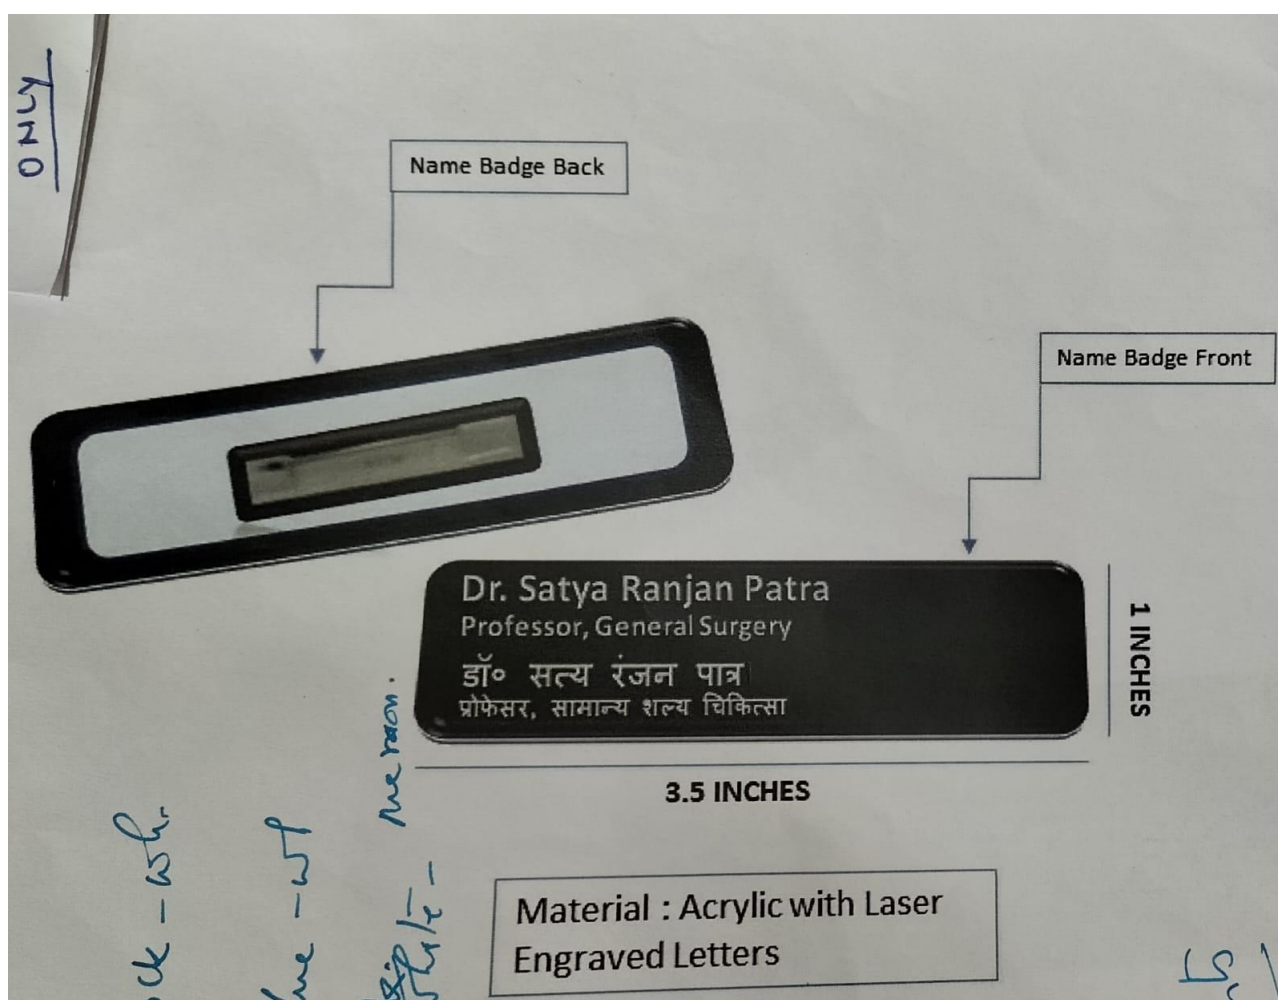 ONLY
Name Badge Back
Name Badge Front
Dr. Satya Ranjan Patra
Professor, General Surgery
डॉ० सत्य रंजन पात्र
प्रोफेसर, सामान्य शल्य चिकित्सा
1 INCHES
3.5 INCHES
Material : Acrylic with Laser
Engraved Letters
meroon.